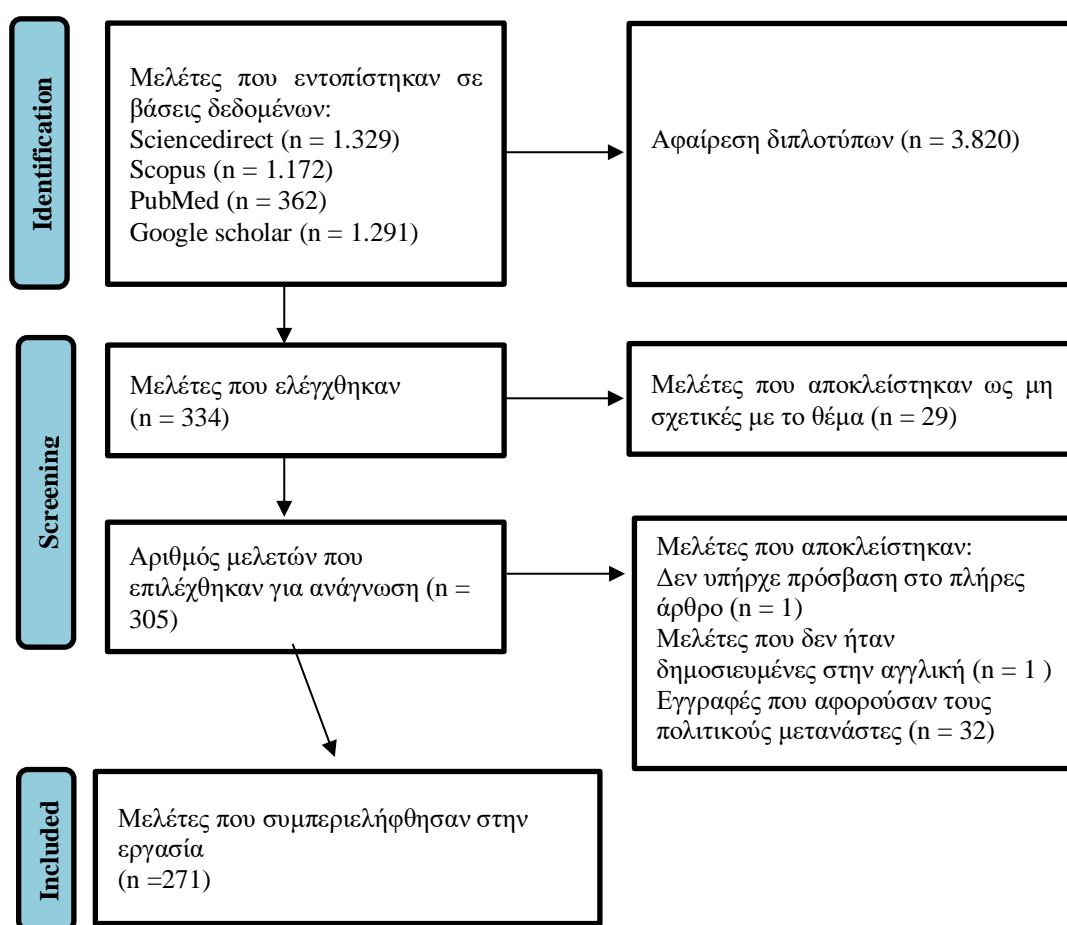 Identification
Μελέτες που εντοπίστηκαν σε
βάσεις δεδομένων:
Sciencedirect (n = 1.329)
Scopus (n = 1.172)
PubMed (n = 362)
Google scholar (n = 1.291)
Αφαίρεση διπλοτύπων (n = 3.820)
Screening
Μελέτες που ελέγχθηκαν
(n = 334)
Μελέτες που αποκλείστηκαν ως μη
σχετικές με το θέμα (n = 29)
Αριθμός μελετών που
επιλέχθηκαν για ανάγνωση (n =
305)
Μελέτες που αποκλείστηκαν:
Δεν υπήρχε πρόσβαση στο πλήρες
άρθρο (n = 1)
Μελέτες που δεν ήταν
δημοσιευμένες στην αγγλική (n = 1 )
Εγγραφές που αφορούσαν τους
πολιτικούς μετανάστες (n = 32)
Included
Μελέτες που συμπεριελήφθησαν στην
εργασία
(n =271)